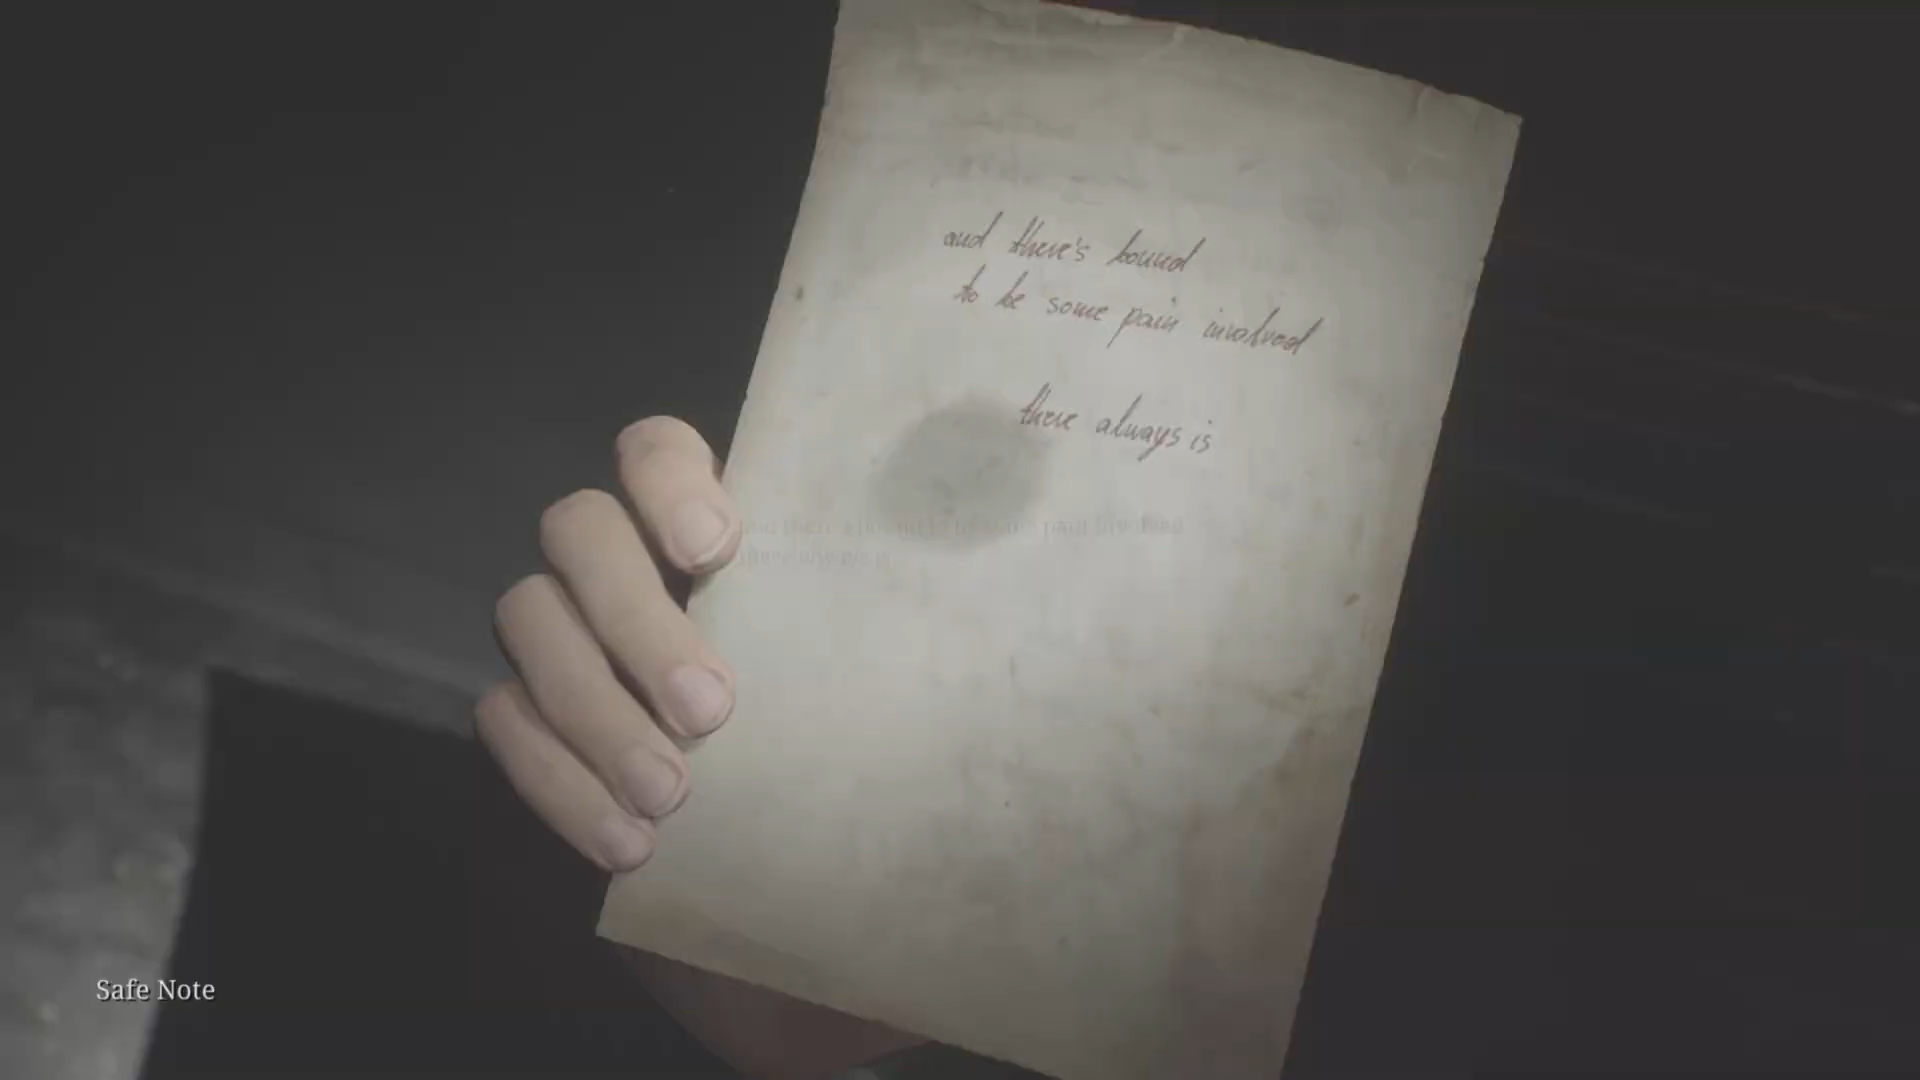 and there's bound
to be some pain involved
there always is
Safe Note